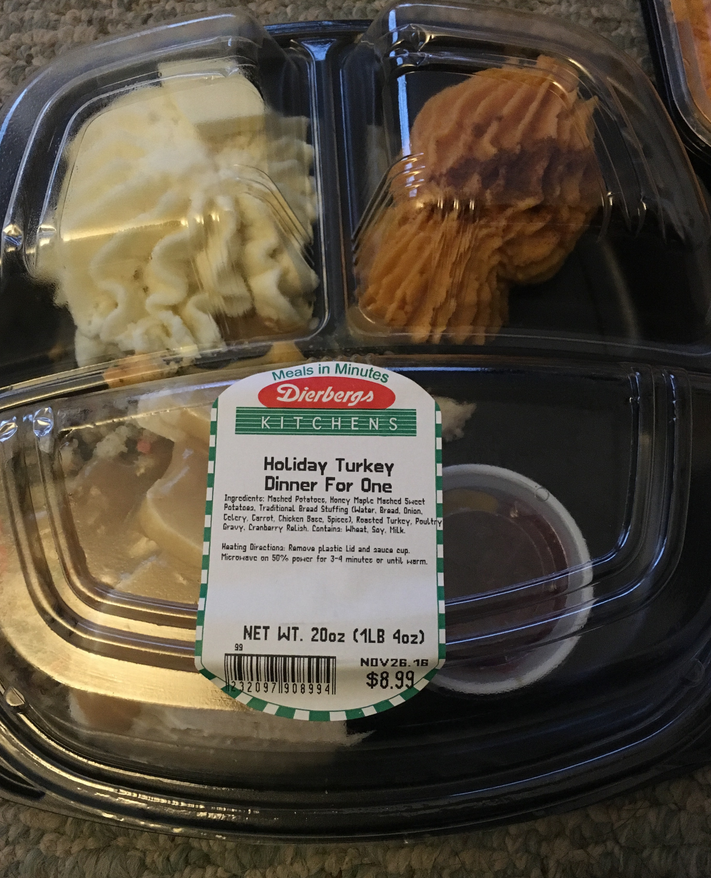 Meals in Minutes
Dierbergs
KITCHENS
Holiday Turkey
Dinner For One
Ingredients: Mashed Potatoes, Honey Maple Mashed Sweet
Potatoes, Traditional Bread Stuffing (Water, Bread, Onion,
Celery, Carrot, Chicken Base, Spices), Roasted Turkey, Poultry
Gravy, Cranberry Relish. Contains: Wheat, Soy, Milk.
Heating Directions: Remove plastic Lid and sauce cup.
Microwave on 50% power for 3-4 minutes or until warm.
NET WT. 20oz (1LB 4oz)
99
NOV26.16
232097 908994
$8.99